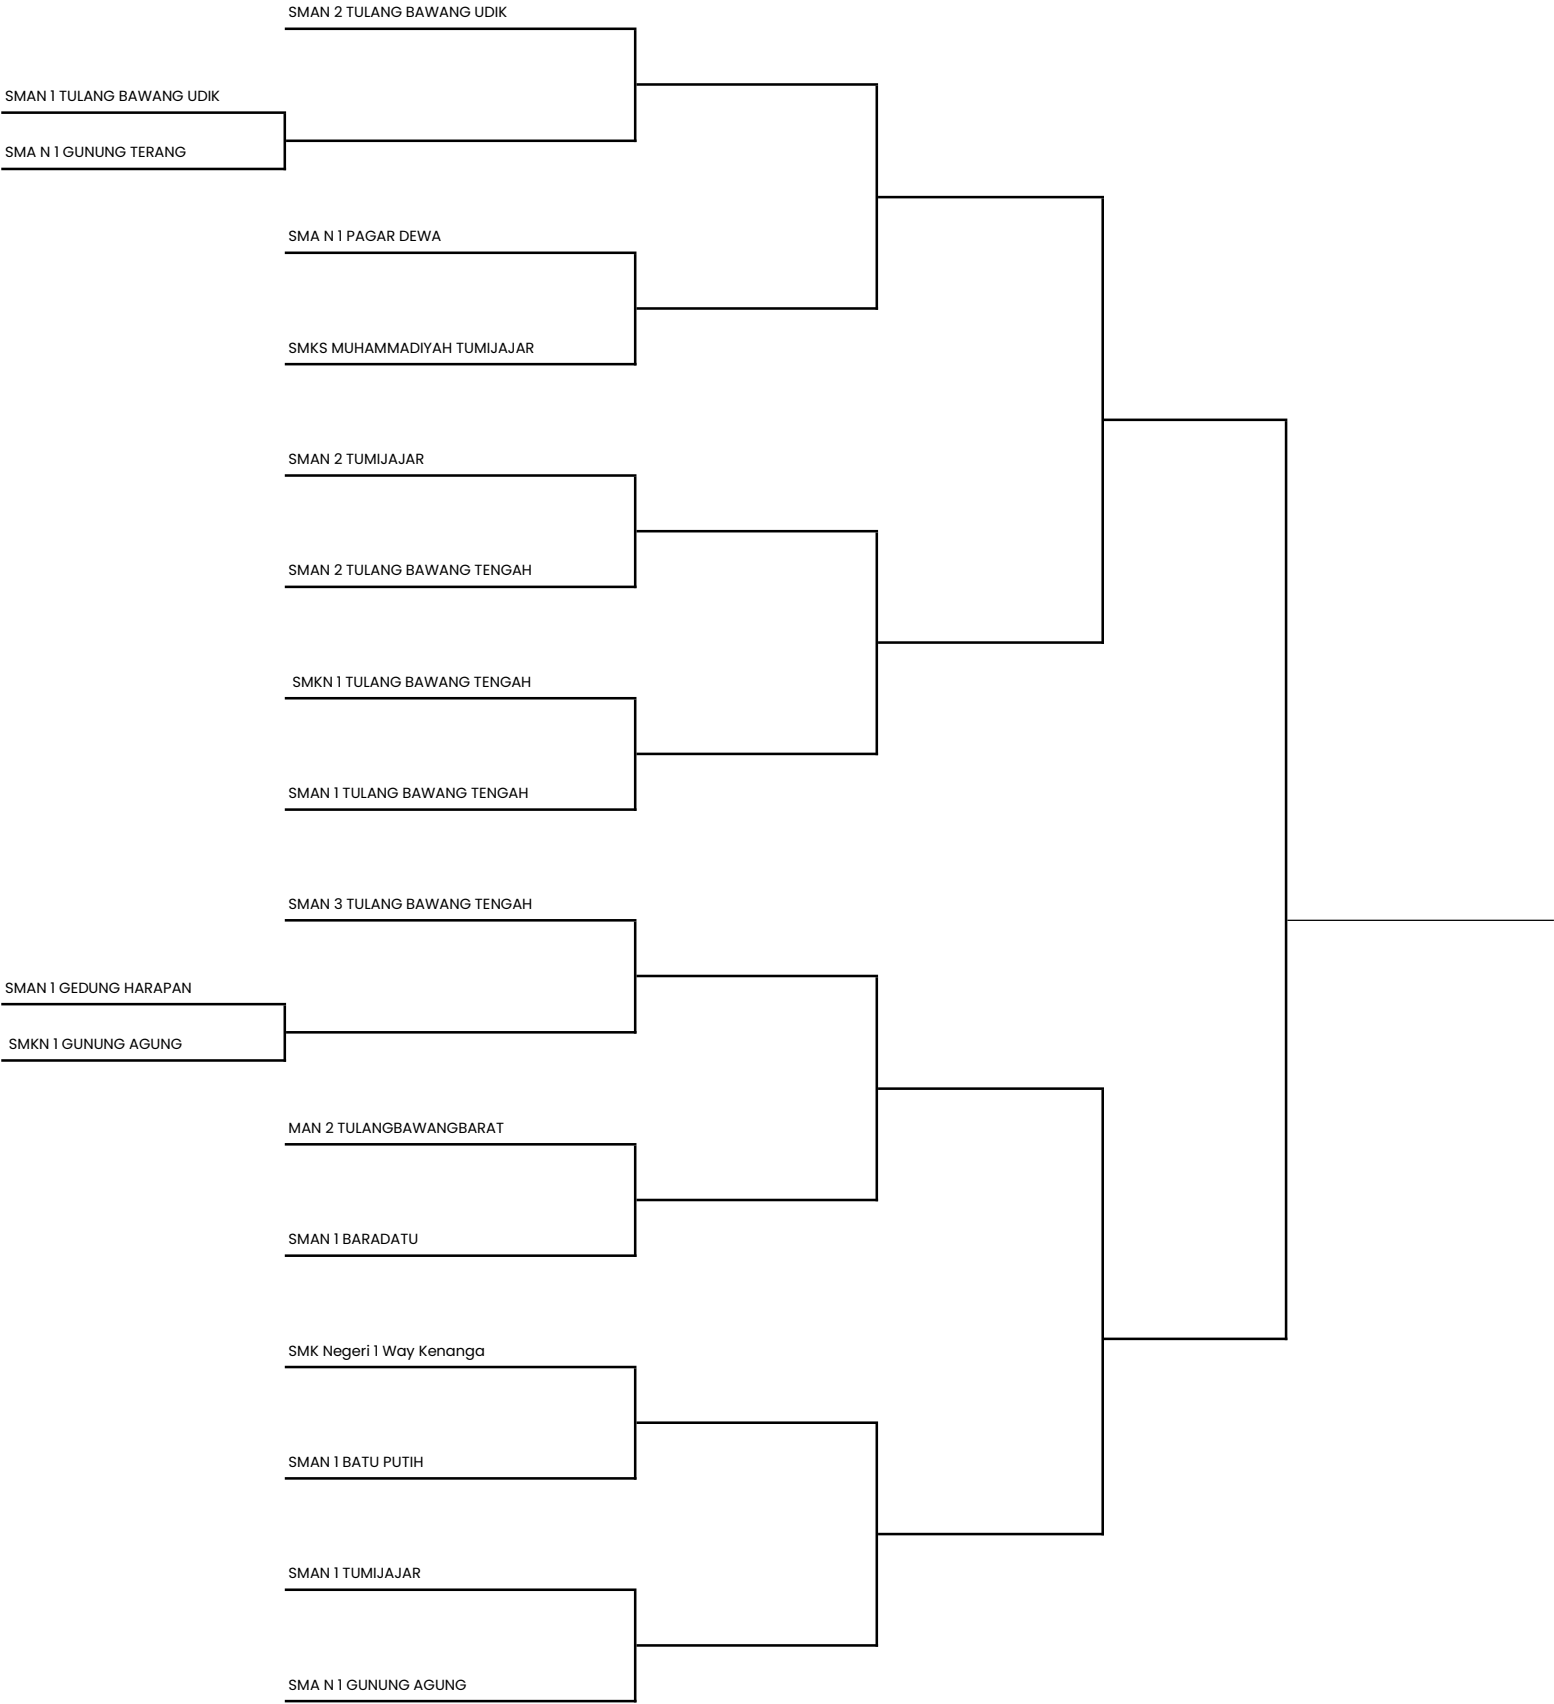 SMAN 2 TULANG BAWANG UDIK
SMAN 1 TULANG BAWANG UDIK
SMA N 1 GUNUNG TERANG
SMA N 1 PAGAR DEWA
SMKS MUHAMMADIYAH TUMIJAJAR
SMAN 2 TUMIJAJAR
SMAN 2 TULANG BAWANG TENGAH
SMKN 1 TULANG BAWANG TENGAH
SMAN 1 TULANG BAWANG TENGAH
SMAN 3 TULANG BAWANG TENGAH
SMAN 1 GEDUNG HARAPAN
SMKN 1 GUNUNG AGUNG
MAN 2 TULANGBAWANGBARAT
SMAN 1 BARADATU
SMK Negeri 1 Way Kenanga
SMAN 1 BATU PUTIH
SMAN 1 TUMIJAJAR
SMA N 1 GUNUNG AGUNG